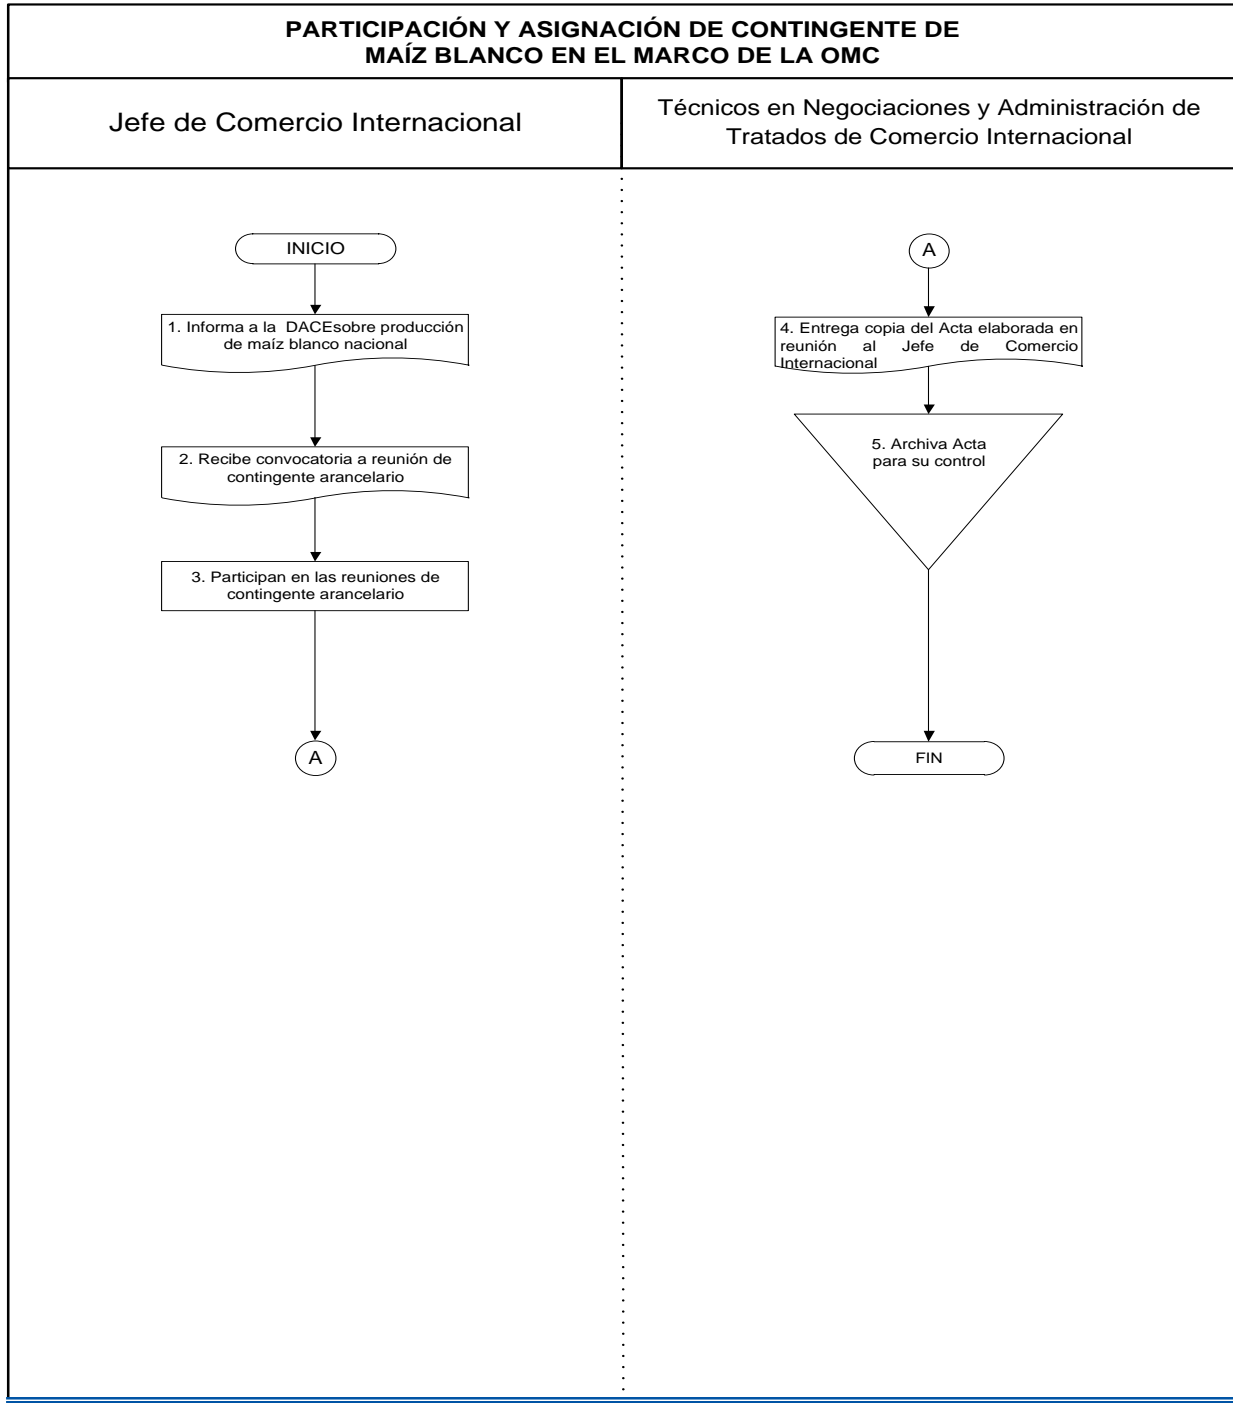 PARTICIPACIÓN Y ASIGNACIÓN DE CONTINGENTE DE
MAÍZ BLANCO EN EL MARCO DE LA OMC
Jefe de Comercio Internacional
Técnicos en Negociaciones y Administración de
Tratados de Comercio Internacional
INICIO
1. Informa a la DACEsobre producción
de maíz blanco nacional
2. Recibe convocatoria a reunión de
contingente arancelario
3. Participan en las reuniones de
contingente arancelario
A
A
4. Entrega copia del Acta elaborada en
reunión al Jefe de Comercio
Internacional
5. Archiva Acta
para su control
FIN